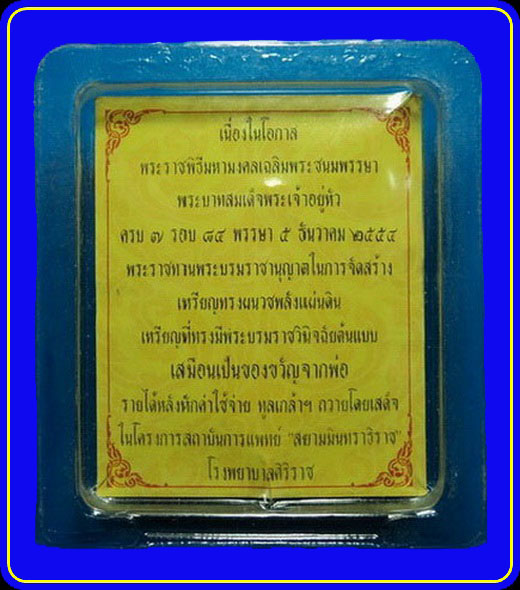 เนื่องในโอกาส
พระราชพิธีมหามงคลเฉลิมพระชนมพรรษา
พระบาทสมเด็จพระเจ้าอยู่หัว
ครบ ๗ รอบ ๘๔ พรรษา ๕ ธันวาคม ๒๕๕๔
พระราชทานพระบรมราชานุญาตในการจัดสร้าง
เหรียญทรงผนวชพลังแผ่นดิน
เหรียญที่ทรงมีพระบรมราชวินิจฉัยต้นแบบ
เสมือนเป็นของขวัญจากพ่อ
รายได้หลังหักค่าใช้จ่าย ทูลเกล้าฯ ถวายโดยเสด็จ
ในโครงการสถาบันการแพทย์ "สยามมินทราธิราช"
โรงพยาบาลศิริราช